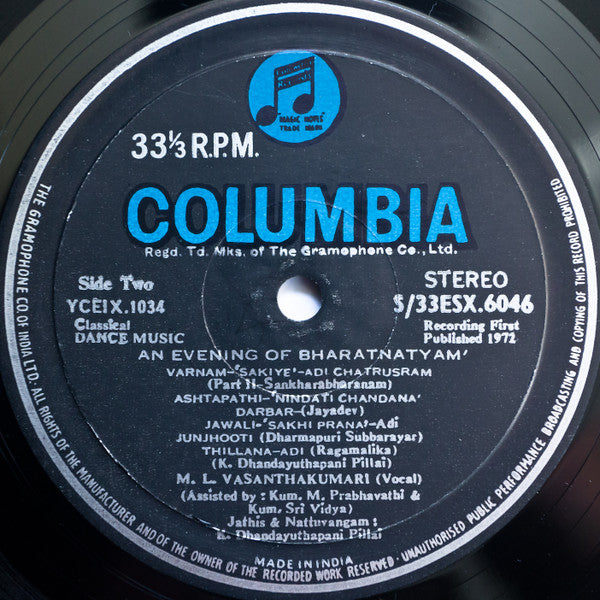 Columbia
Records
"MAGIC NOTES"
TRADE MARK
33⅓ R.P.M.
COLUMBIA
Regd. Td. Mks. of The Gramophone Co., Ltd.
Side Two
STEREO
YCEIX.1034
S/33ESX.6046
Classical
DANCE MUSIC
Recording First
Published 1972
AN EVENING OF BHARATNATYAM'
VARNAM-'SAKIYE'-ADI CHATRUSRAM
(Part II-Sankharabharanam)
ASHTAPATHI-'NINDATI CHANDANA'
DARBAR-(Jayadev)
JAWALI-'SAKHI PRANA'-Adi
JUNJHOOTI (Dharmapuri Subbarayar)
THILLANA-ADI (Ragamalika)
(K. Dhandayuthapani Pillai)
M. L. VASANTHAKUMARI (Vocal)
(Assisted by : Kum. M. Prabhavathi &
Kum. Sri Vidya)
Jathis & Nattuvangam :
K. Dhandayuthapani Pillai
MADE IN INDIA
THE GRAMOPHONE CO. OF INDIA LTD. ALL RIGHTS OF THE MANUFACTURER AND OF THE OWNER OF THE RECORDED WORK RESERVED · UNAUTHORISED PUBLIC PERFORMANCE BROADCASTING AND COPYING OF THIS RECORD PROHIBITED